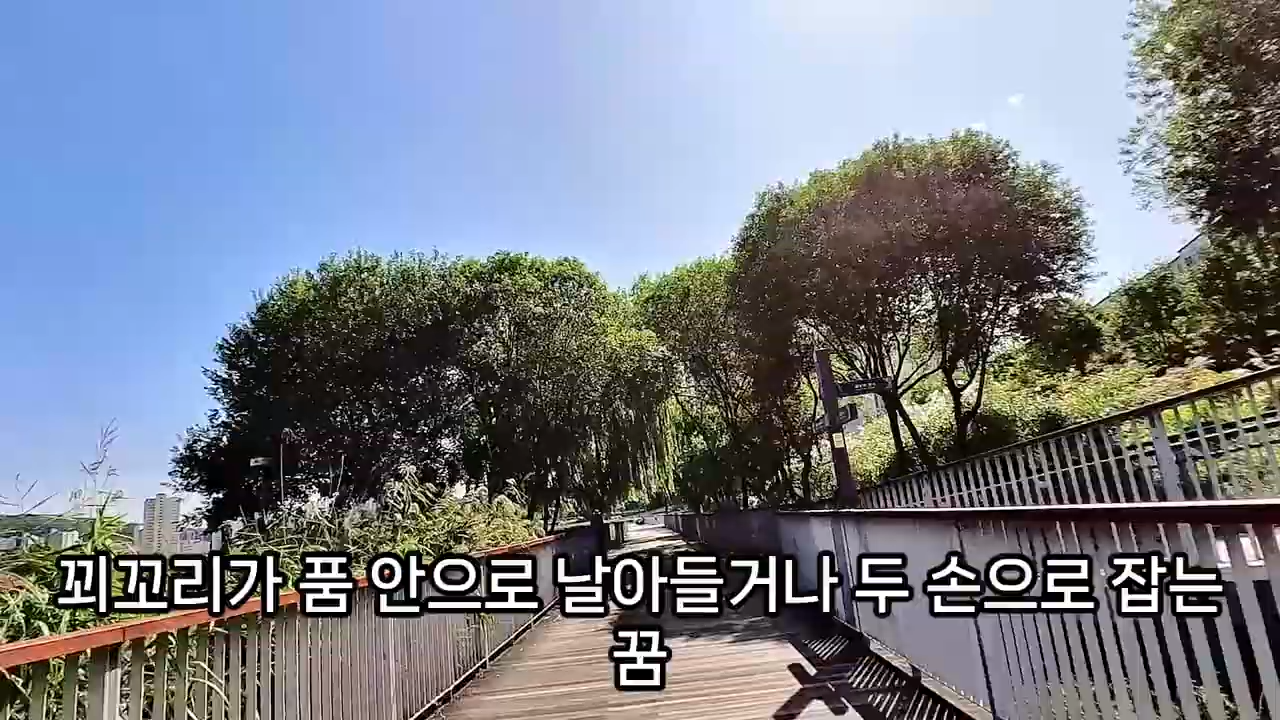 꾀꼬리가 품 안으로 날아들거나 두 손으로 잡는
꿈